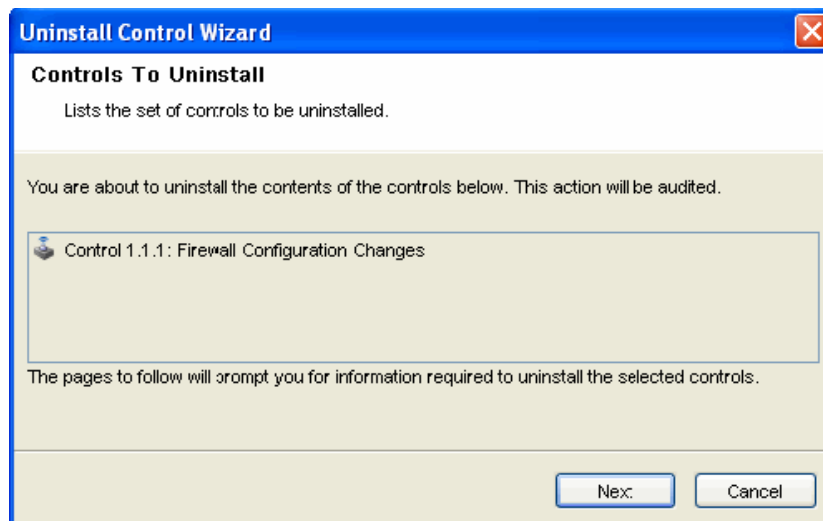 Uninstall Control Wizard
Controls To Uninstall
Lists the set of controls to be uninstalled.
You are about to uninstall the contents of the controls below. This action will be audited.
Control 1.1.1: Firewall Configuration Changes
The pages to follow will prompt you for information required to uninstall the selected controls.
Next
Cancel